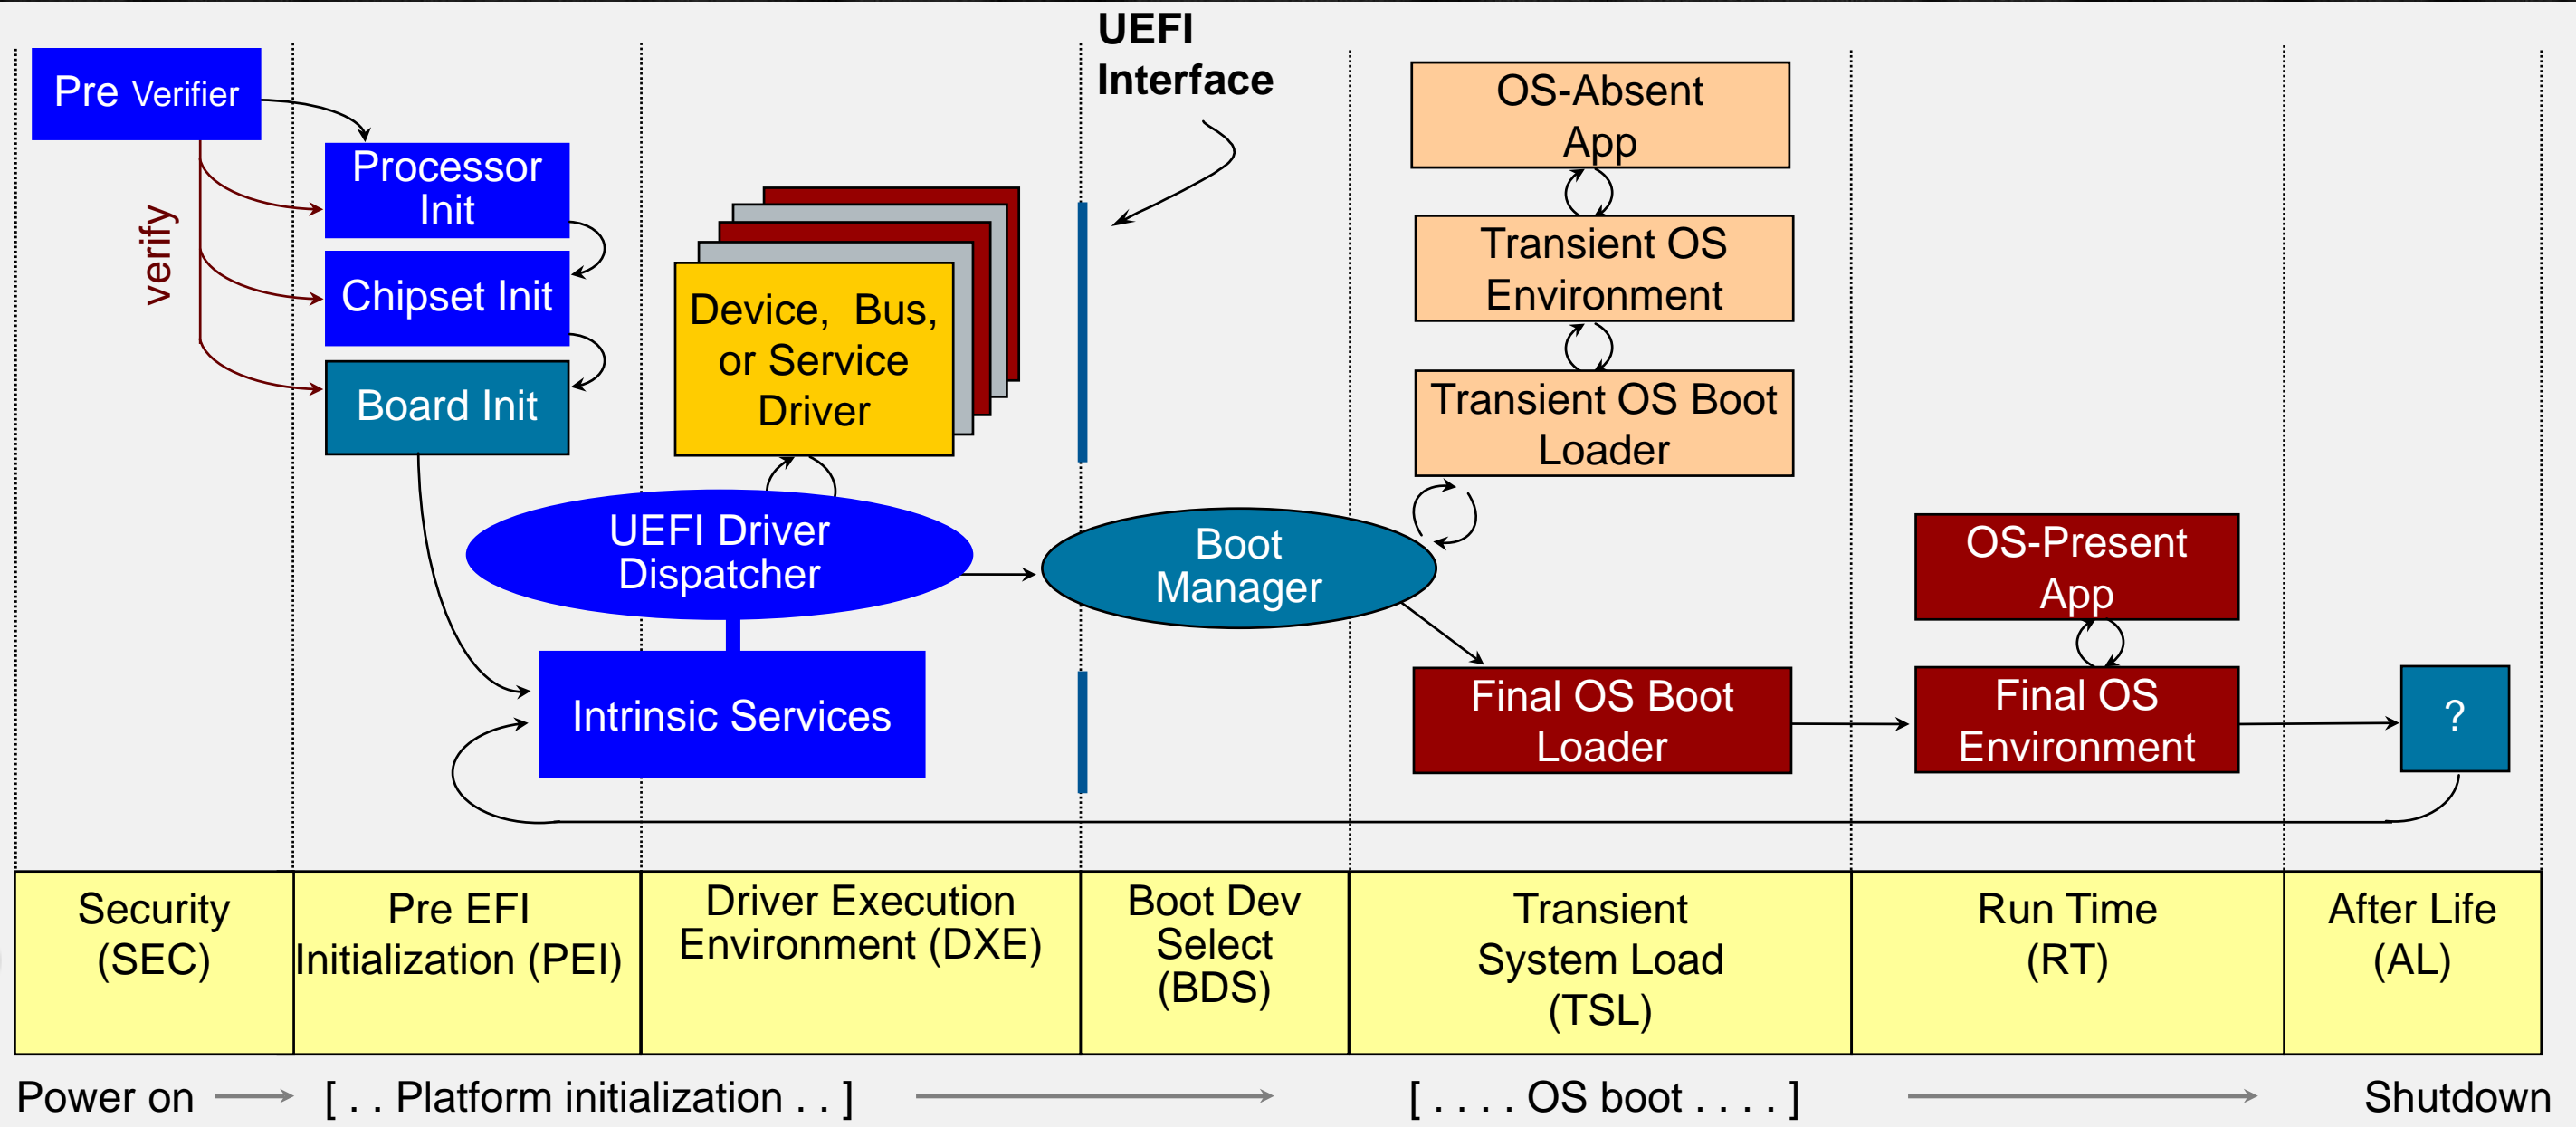 UEFI
Interface
Pre Verifier
verify
Processor
Init
Chipset Init
Board Init
Device, Bus,
or Service
Driver
UEFI Driver
Dispatcher
Intrinsic Services
Boot
Manager
OS-Absent
App
Transient OS
Environment
Transient OS Boot
Loader
Final OS Boot
Loader
OS-Present
App
Final OS
Environment
?
Security
(SEC)
Pre EFI
Initialization (PEI)
Driver Execution
Environment (DXE)
Boot Dev
Select
(BDS)
Transient
System Load
(TSL)
Run Time
(RT)
After Life
(AL)
Power on
[ . . Platform initialization . . ]
[ . . . . OS boot . . . . ]
Shutdown